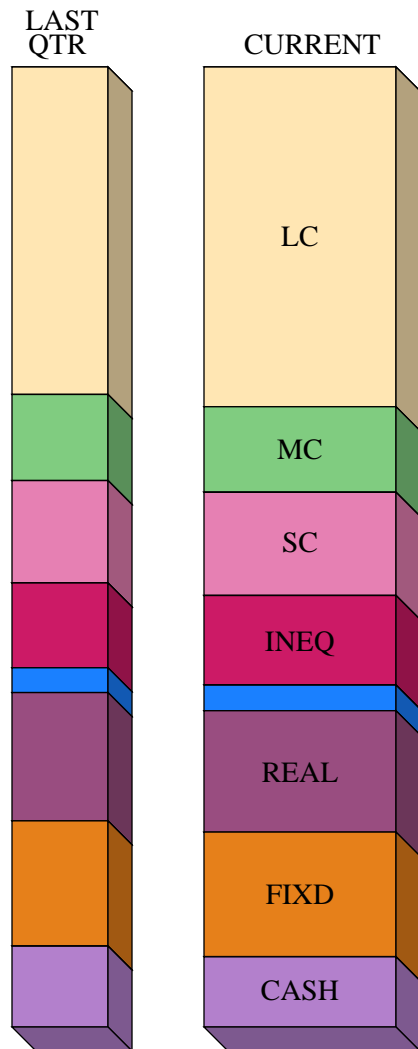 LAST
QTR
CURRENT
LC
MC
SC
INEQ
REAL
FIXD
CASH